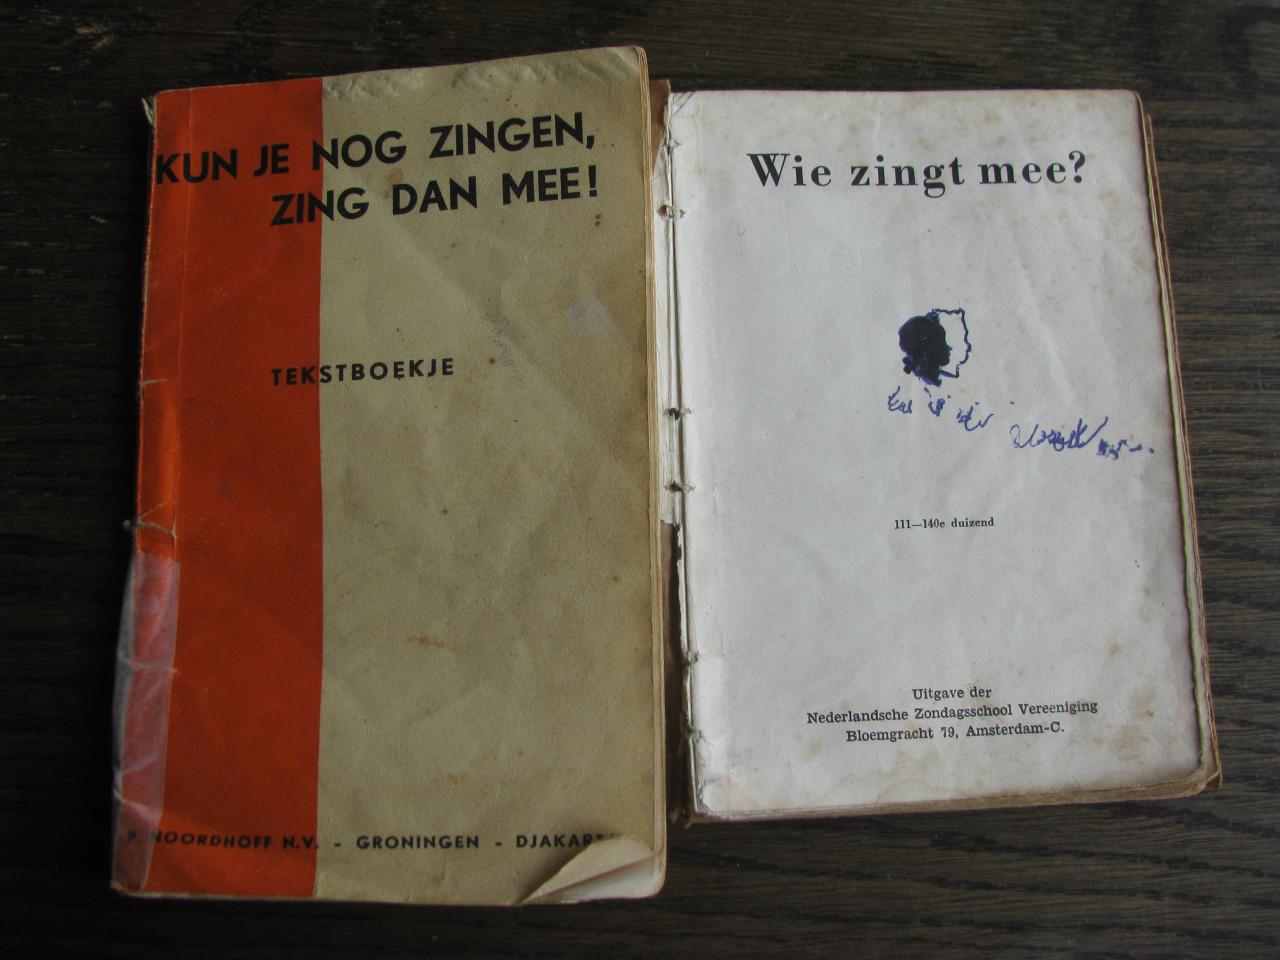 KUN JE NOG ZINGEN,
ZING DAN MEE!
TEKSTBOEKJE
P NOORDHOFF N.V. - GRONINGEN - DJAKARTA
Wie zingt mee?
111—140e duizend
Uitgave der
Nederlandsche Zondagsschool Vereeniging
Bloemgracht 79, Amsterdam-C.